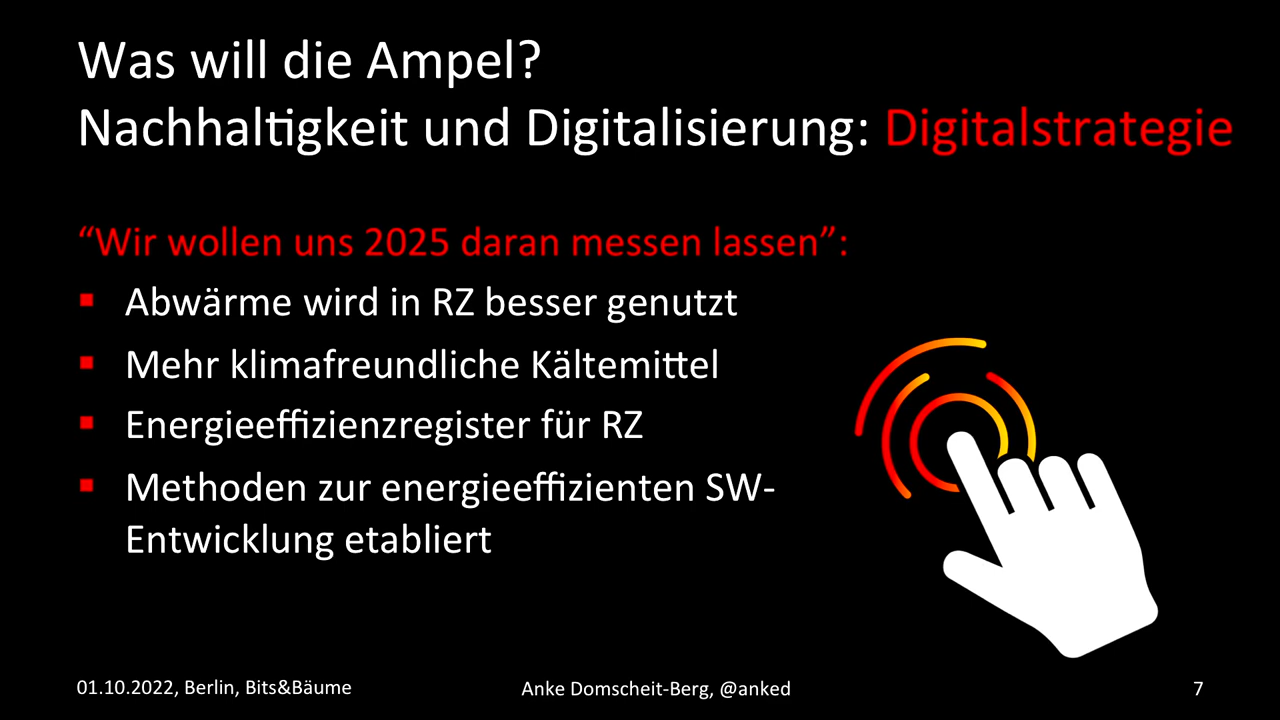 Was will die Ampel?
Nachhaltigkeit und Digitalisierung: Digitalstrategie
“Wir wollen uns 2025 daran messen lassen”:
▪ Abwärme wird in RZ besser genutzt
▪ Mehr klimafreundliche Kältemittel
▪ Energieeffizienzregister für RZ
▪ Methoden zur energieeffizienten SW-
Entwicklung etabliert
01.10.2022, Berlin, Bits&Bäume
Anke Domscheit-Berg, @anked
7